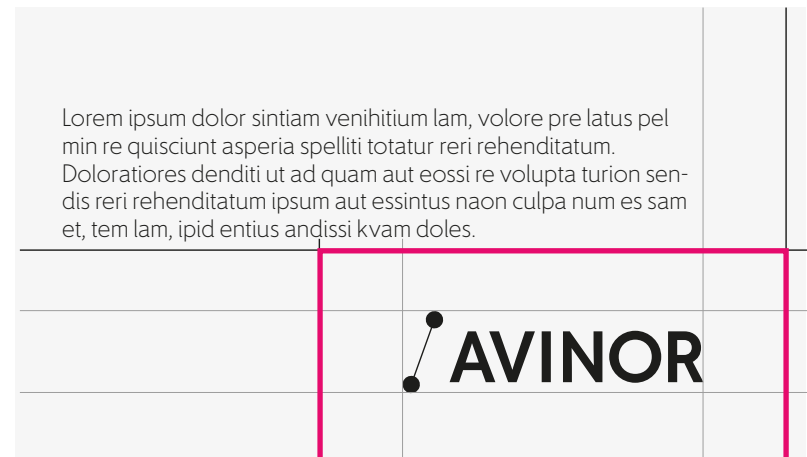 Lorem ipsum dolor sintiam venihitium lam, volore pre latus pel
min re quisciunt asperia spelliti totatur reri rehenditatum.
Doloratiores denditi ut ad quam aut eossi re volupta turion sen-
dis reri rehenditatum ipsum aut essintus naon culpa num es sam
et, tem lam, ipid entius andissi kvam doles.
AVINOR